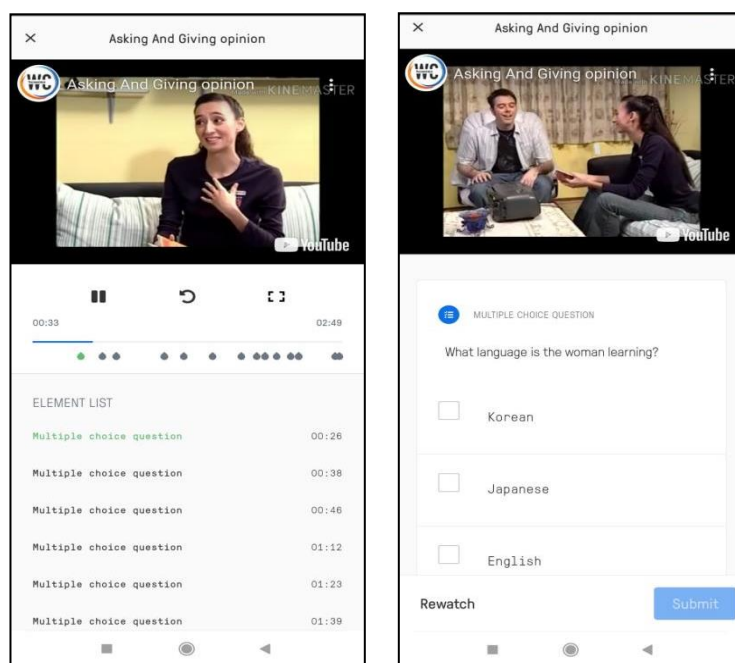 Asking And Giving opinion
WC
Asking And Giving opinion
KINEMASTER
YouTube
00:33
02:49
ELEMENT LIST
Multiple choice question 00:26
Multiple choice question 00:38
Multiple choice question 00:46
Multiple choice question 01:12
Multiple choice question 01:23
Multiple choice question 01:39
Asking And Giving opinion
WC
Asking And Giving opinion
KINEMASTER
YouTube
MULTIPLE CHOICE QUESTION
What language is the woman learning?
Korean
Japanese
English
Rewatch
Submit